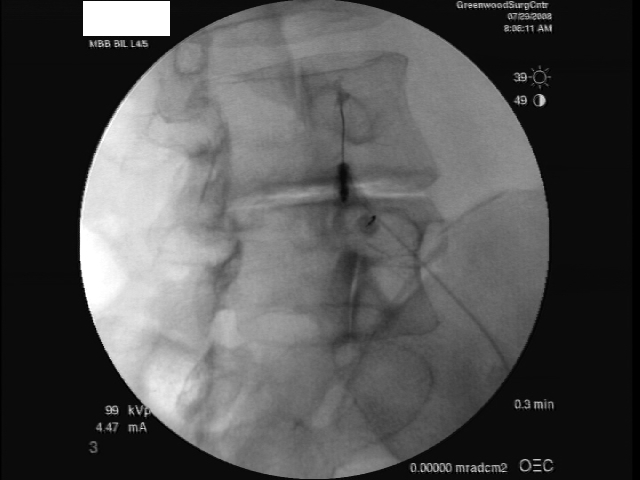 GreenwoodSurgCntr
07/29/2008
MBB BIL L4/5
8:06:11 AM
39
49
99 kVp
4.47 mA
3
0.3 min
0.00000 mradcm2 OEC